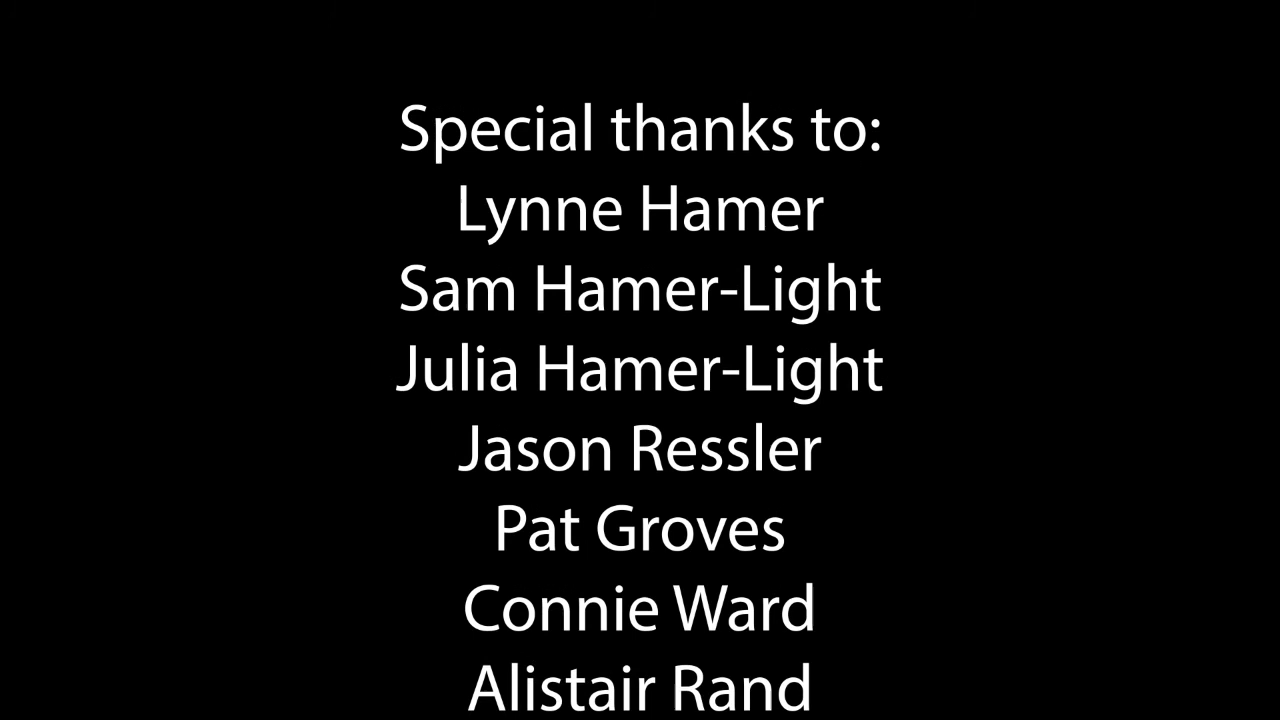 Special thanks to:
Lynne Hamer
Sam Hamer-Light
Julia Hamer-Light
Jason Ressler
Pat Groves
Connie Ward
Alistair Rand